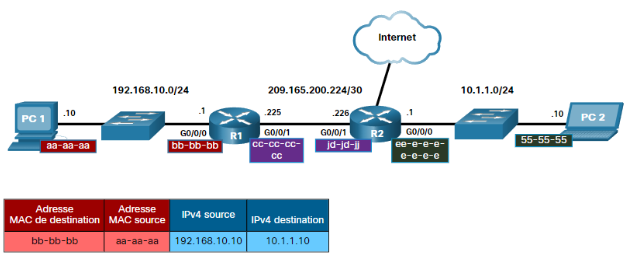 Internet
192.168.10.0/24
209.165.200.224/30
10.1.1.0/24
PC 1
.10
.1
.225
.226
.1
.10
PC 2
R1
R2
G0/0/0
G0/0/1
G0/0/1
G0/0/0
aa-aa-aa
bb-bb-bb
cc-cc-cc-
cc
jd-jd-jj
ee-e-e-e-
e-e-e-e
55-55-55
Adresse
MAC de destination
Adresse
MAC source
IPv4 source
IPv4 destination
bb-bb-bb
aa-aa-aa
192.168.10.10
10.1.1.10